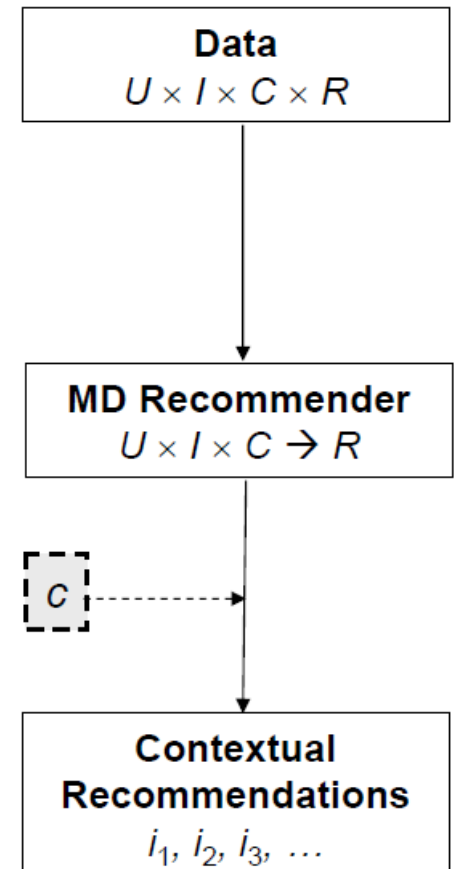 Data
U × I × C × R
MD Recommender
U × I × C → R
c
Contextual
Recommendations
i₁, i₂, i₃, …